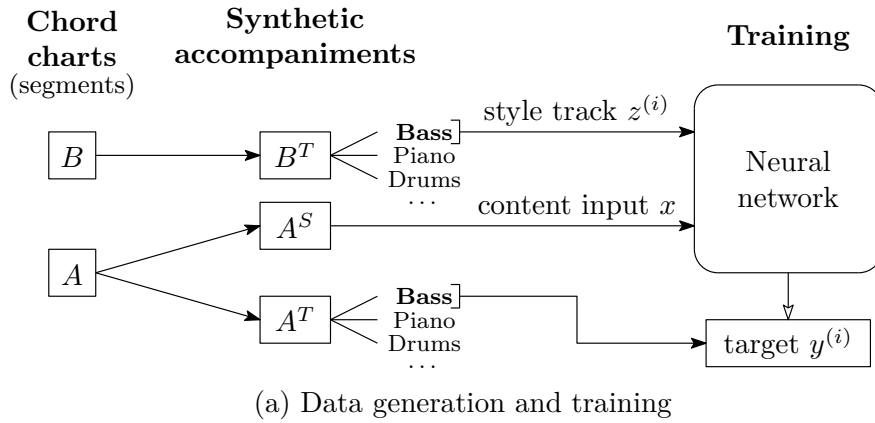 Chord
charts
(segments)
Synthetic
accompaniments
Training
B
B^T
Bass
Piano
Drums
...
style track z^{(i)}
Neural
network
A
A^S
content input x
A^T
Bass
Piano
Drums
...
target y^{(i)}
(a) Data generation and training